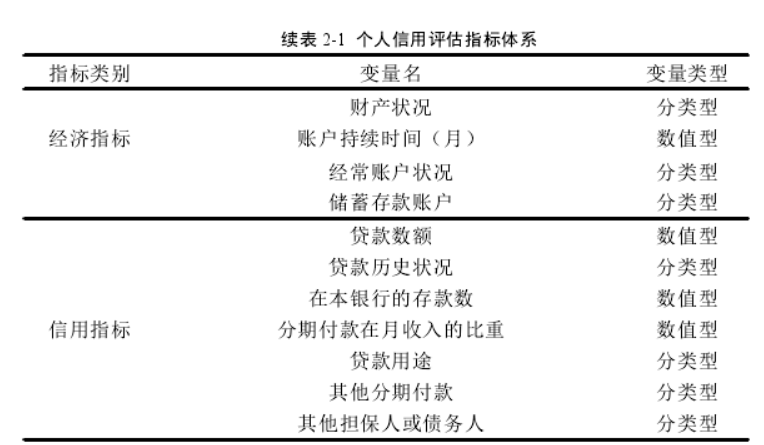 续表 2-1 个人信用评估指标体系
指标类别 变量名 变量类型
财产状况 分类型
经济指标 账户持续时间（月） 数值型
经常账户状况 分类型
储蓄存款账户 分类型
贷款数额 数值型
贷款历史状况 分类型
在本银行的存款数 数值型
信用指标 分期付款在月收入的比重 数值型
贷款用途 分类型
其他分期付款 分类型
其他担保人或债务人 分类型